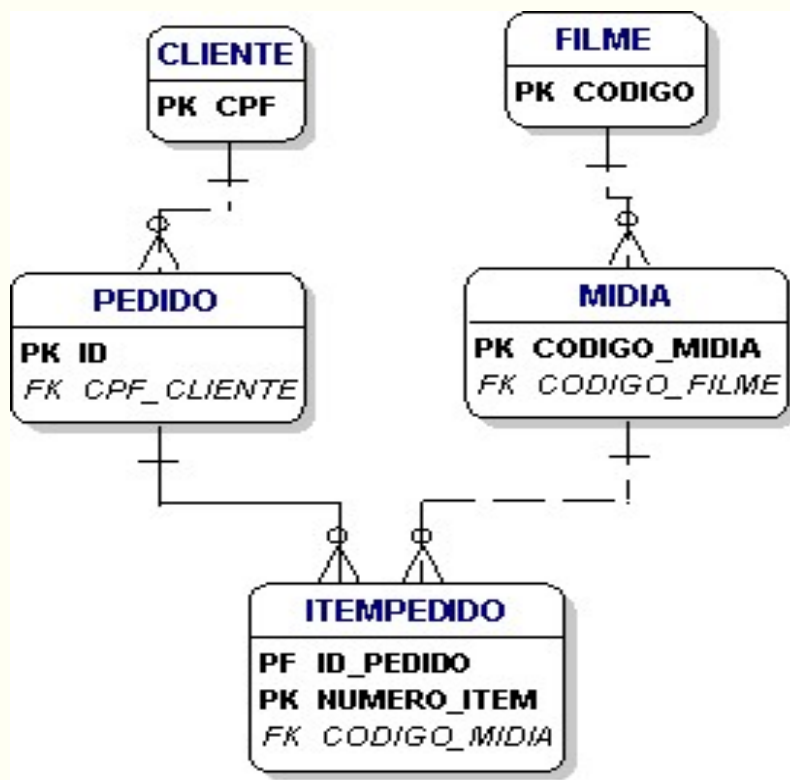 CLIENTE
PK CPF
FILME
PK CODIGO
PEDIDO
PK ID
FK CPF_CLIENTE
MIDIA
PK CODIGO_MIDIA
FK CODIGO_FILME
ITEMPEDIDO
PF ID_PEDIDO
PK NUMERO_ITEM
FK CODIGO_MIDIA